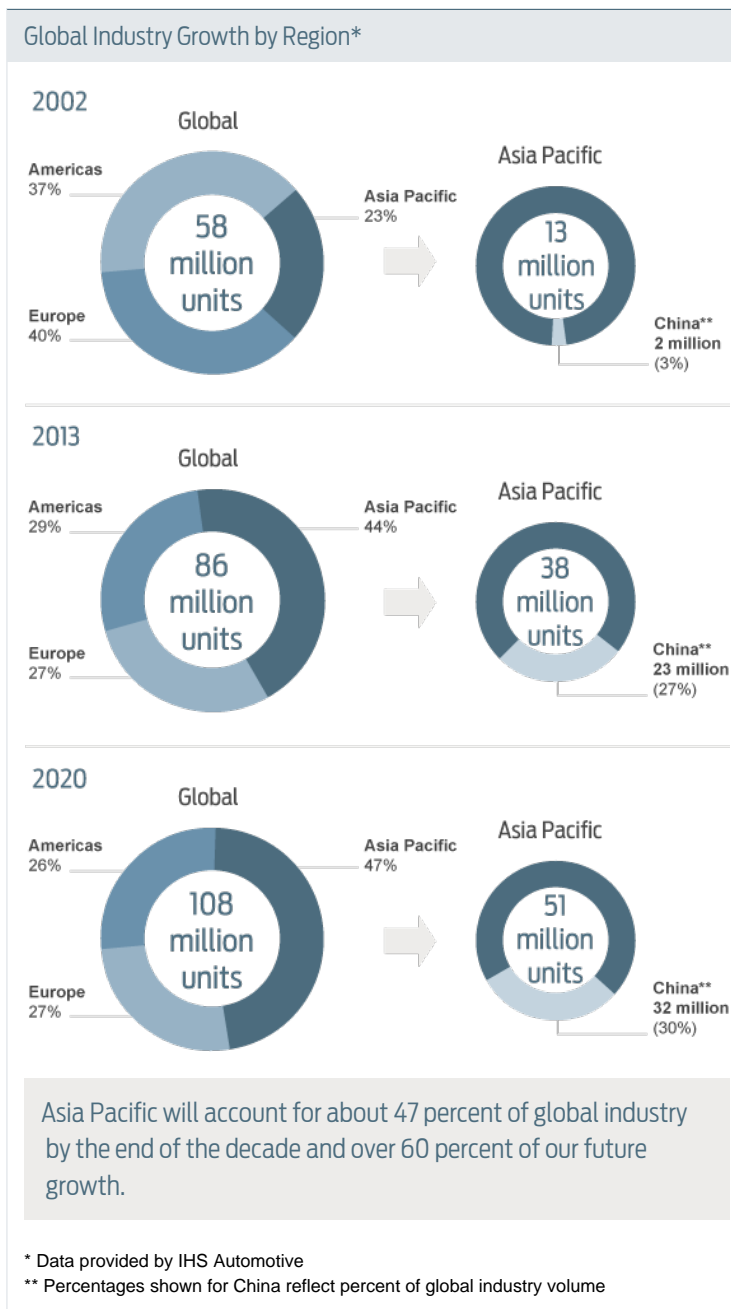 Global Industry Growth by Region*
2002
Global
Americas
37%
Asia Pacific
23%
Europe
40%
58
million
units
Asia Pacific
13
million
units
China**
2 million
(3%)
2013
Global
Americas
29%
Asia Pacific
44%
Europe
27%
86
million
units
Asia Pacific
38
million
units
China**
23 million
(27%)
2020
Global
Americas
26%
Asia Pacific
47%
Europe
27%
108
million
units
Asia Pacific
51
million
units
China**
32 million
(30%)
Asia Pacific will account for about 47 percent of global industry
by the end of the decade and over 60 percent of our future
growth.
* Data provided by IHS Automotive
** Percentages shown for China reflect percent of global industry volume